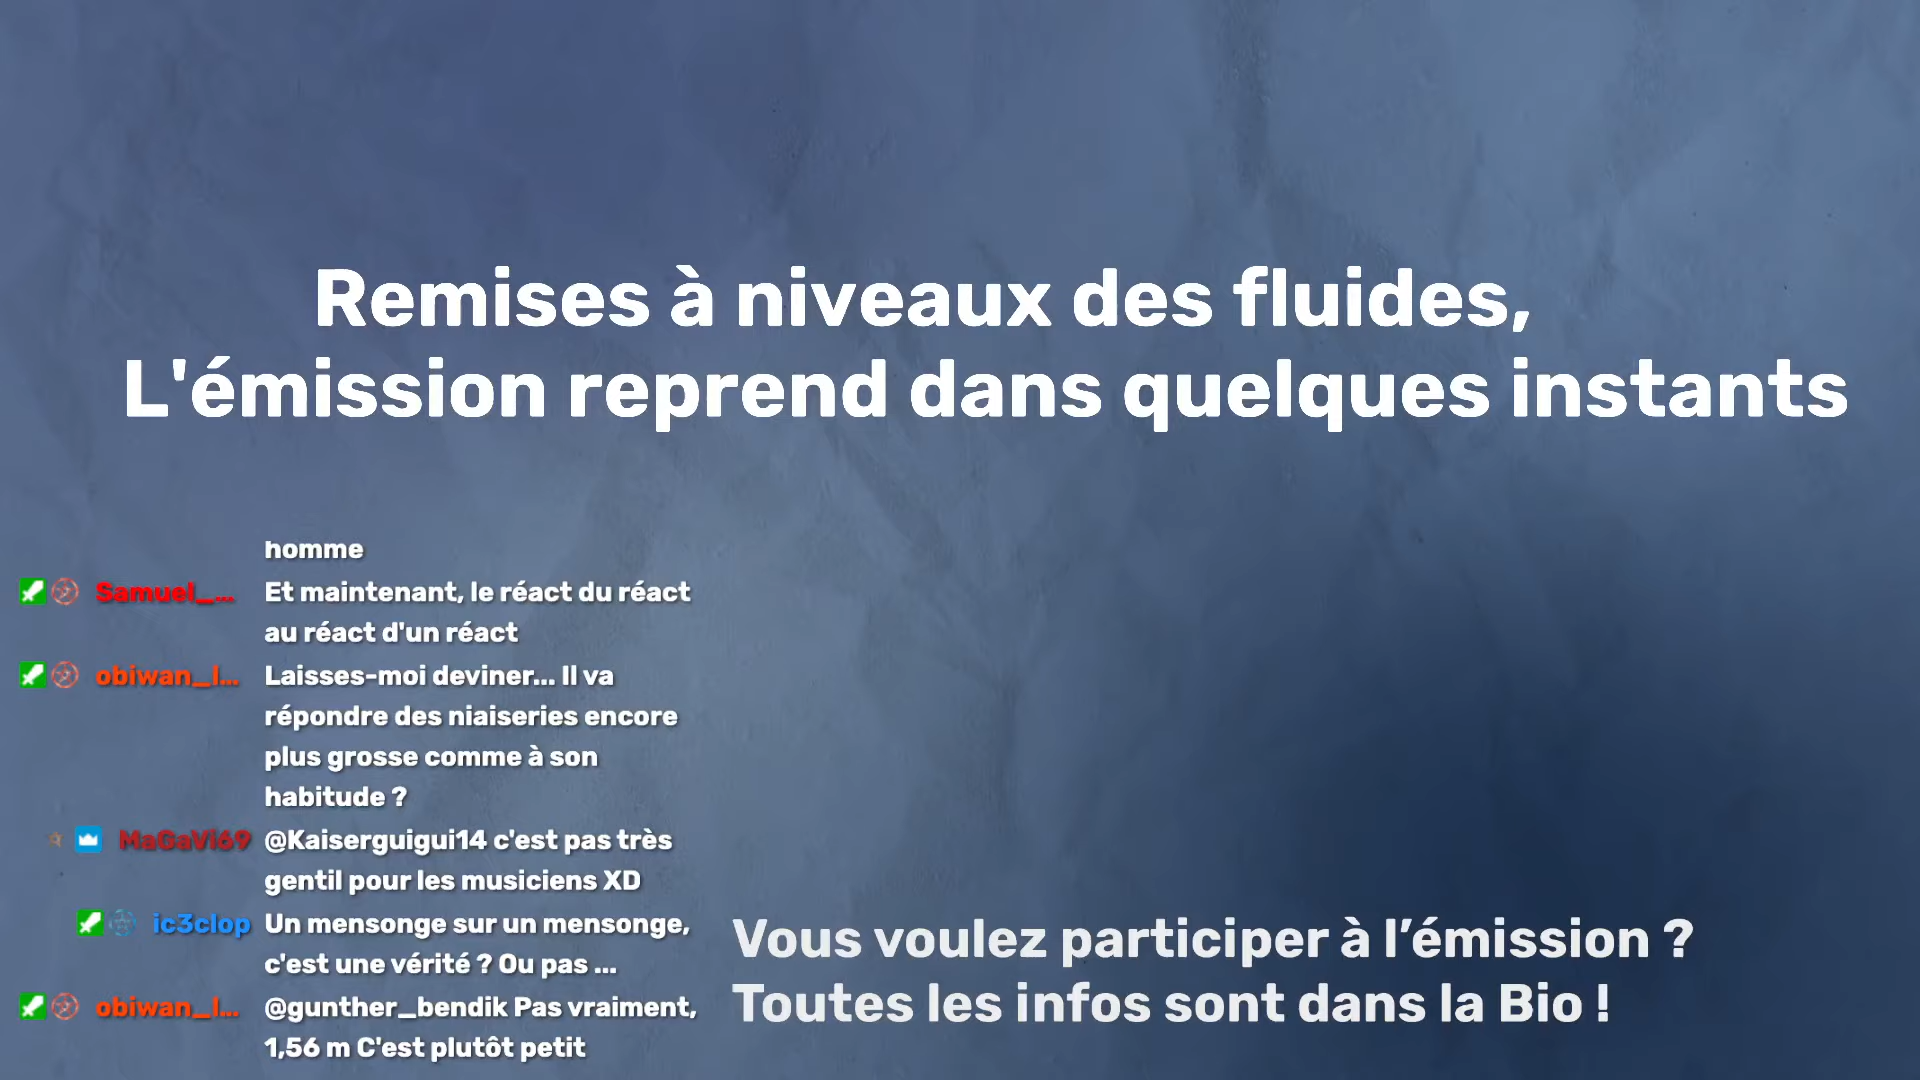 Remises à niveaux des fluides,
L'émission reprend dans quelques instants
homme
Samuel_... Et maintenant, le réact du réact
au réact d'un réact
obiwan_l... Laisses-moi deviner... Il va
répondre des niaiseries encore
plus grosse comme à son
habitude ?
MaGaVi69 @Kaiserguigui14 c'est pas très
gentil pour les musiciens XD
ic3clop Un mensonge sur un mensonge,
c'est une vérité ? Ou pas ...
obiwan_l... @gunther_bendik Pas vraiment,
1,56 m C'est plutôt petit
Vous voulez participer à l’émission ?
Toutes les infos sont dans la Bio !